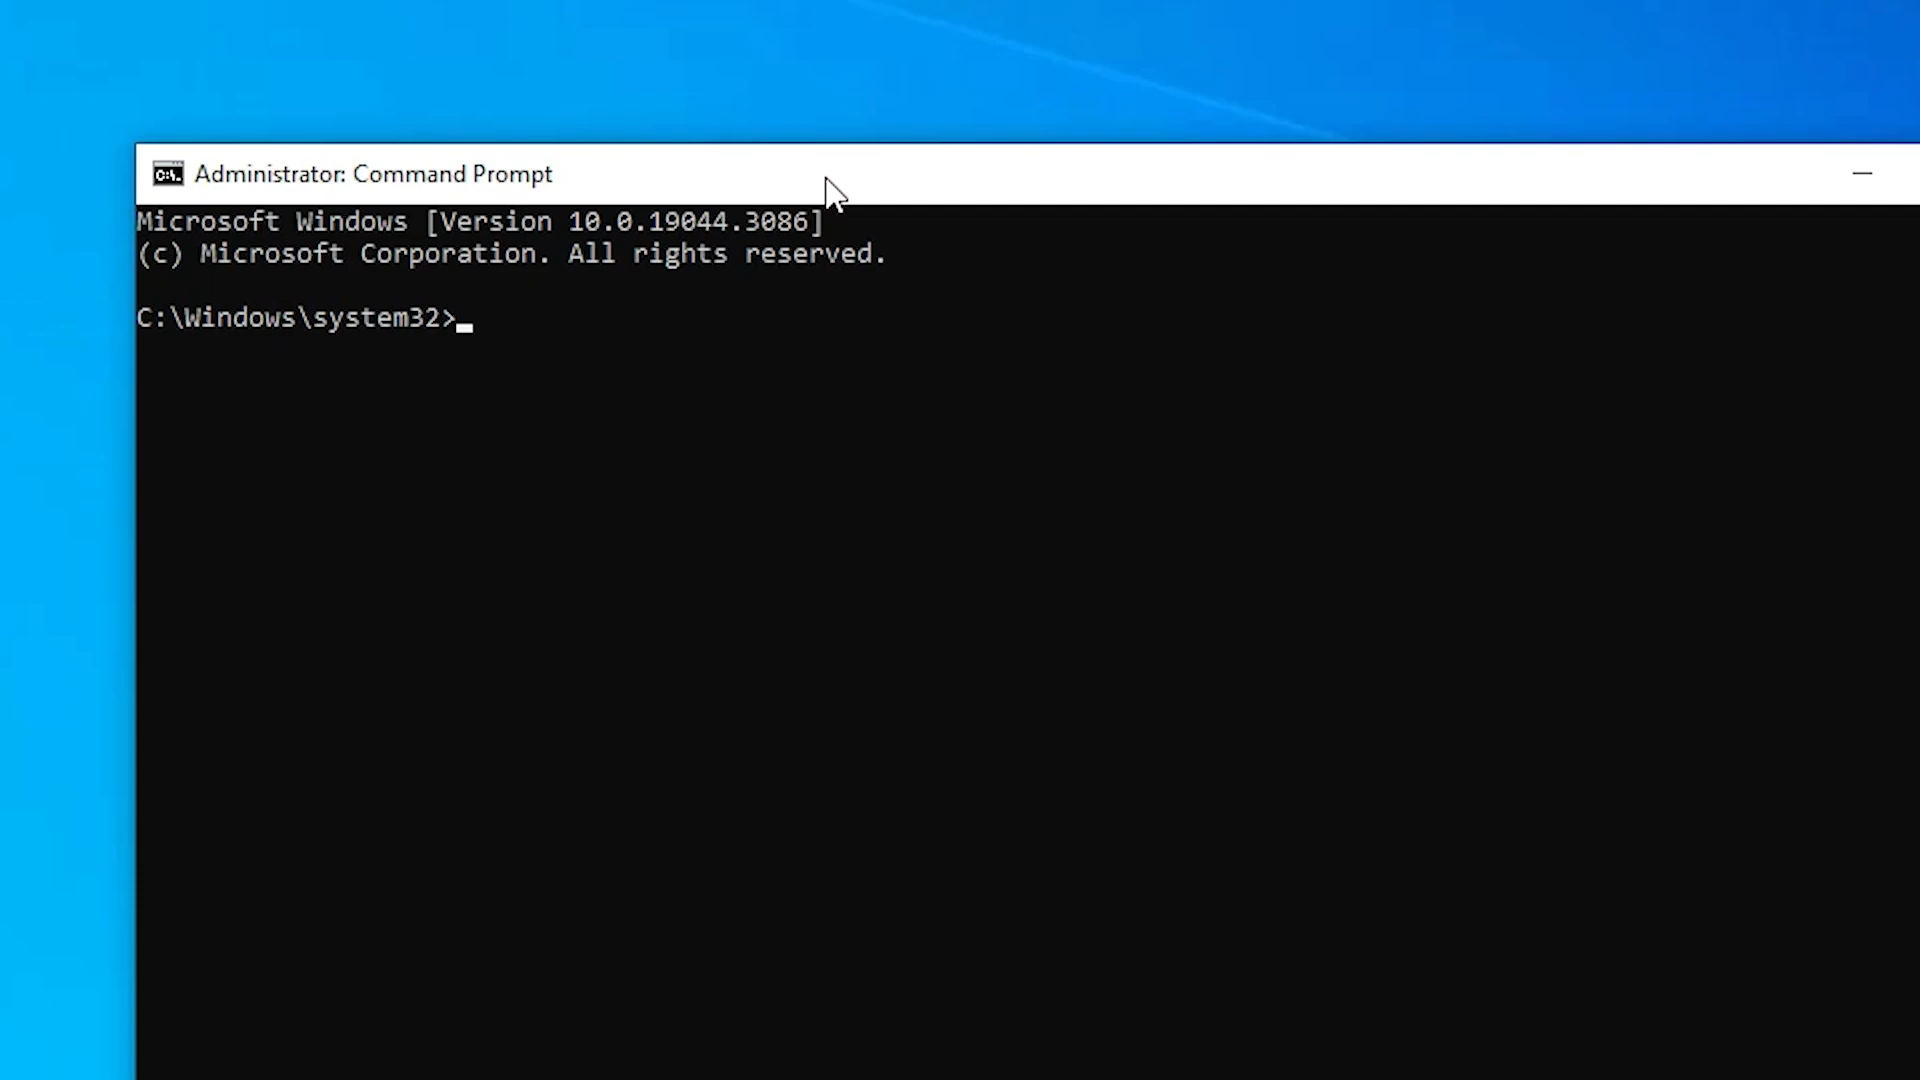 Administrator: Command Prompt
Microsoft Windows [Version 10.0.19044.3086]
(c) Microsoft Corporation. All rights reserved.
C:\Windows\system32>